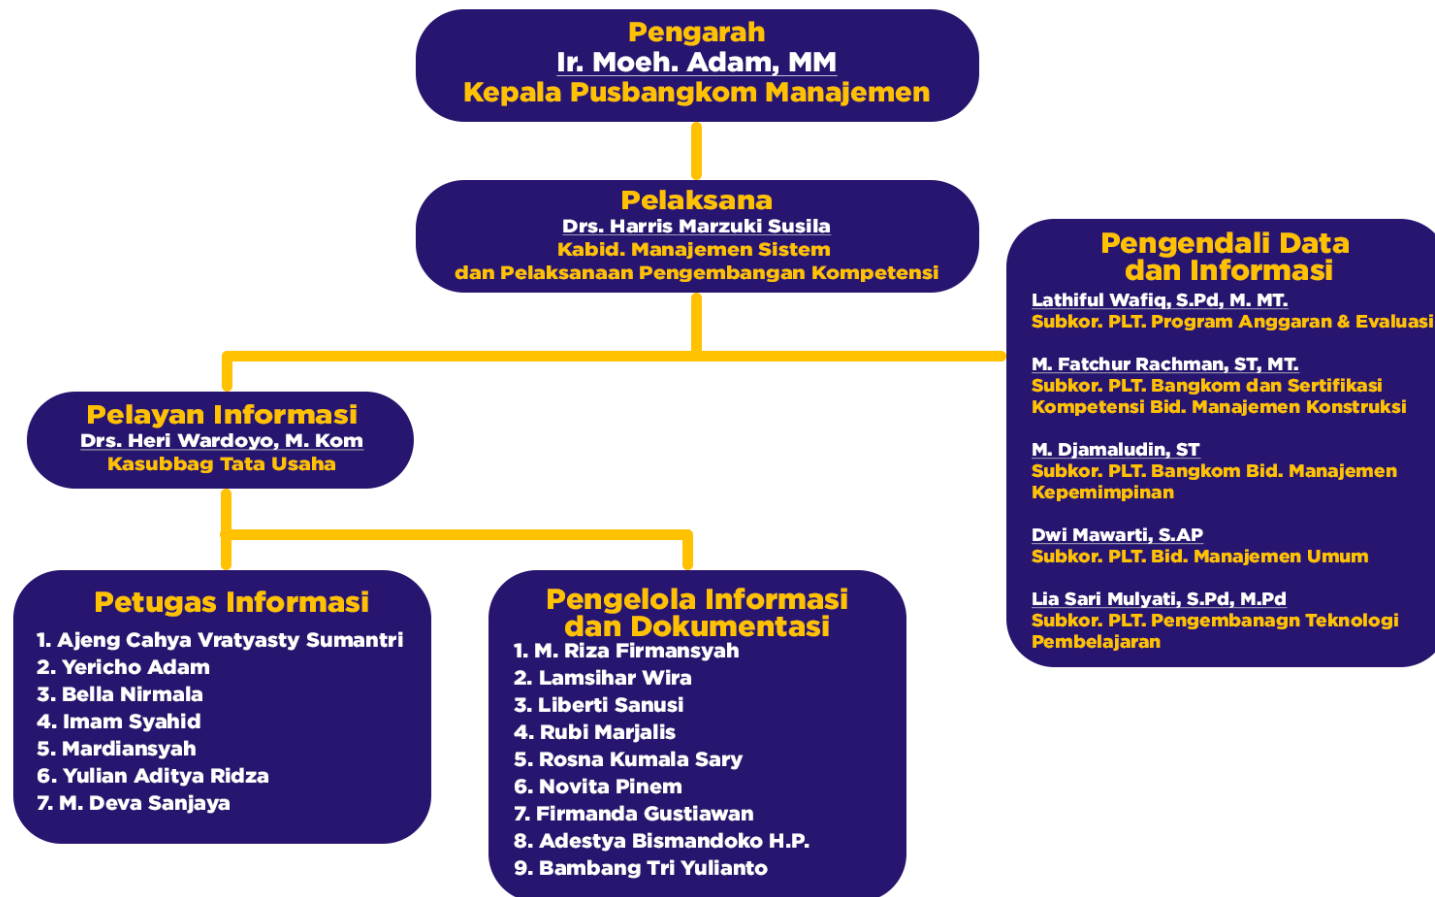 Pengarah
Ir. Moeh. Adam, MM
Kepala Pusbangkom Manajemen
Pelaksana
Drs. Harris Marzuki Susila
Kabid. Manajemen Sistem
dan Pelaksanaan Pengembangan Kompetensi
Pengendali Data
dan Informasi
Lathiful Wafiq, S.Pd, M. MT.
Subkor. PLT. Program Anggaran & Evaluasi
M. Fatchur Rachman, ST, MT.
Subkor. PLT. Bangkom dan Sertifikasi
Kompetensi Bid. Manajemen Konstruksi
M. Djamaludin, ST
Subkor. PLT. Bangkom Bid. Manajemen
Kepemimpinan
Dwi Mawarti, S.AP
Subkor. PLT. Bid. Manajemen Umum
Lia Sari Mulyati, S.Pd, M.Pd
Subkor. PLT. Pengembanagn Teknologi
Pembelajaran
Pelayan Informasi
Drs. Heri Wardoyo, M. Kom
Kasubbag Tata Usaha
Petugas Informasi
1. Ajeng Cahya Vratyasty Sumantri
2. Yericho Adam
3. Bella Nirmala
4. Imam Syahid
5. Mardiansyah
6. Yulian Aditya Ridza
7. M. Deva Sanjaya
Pengelola Informasi
dan Dokumentasi
1. M. Riza Firmansyah
2. Lamsihar Wira
3. Liberti Sanusi
4. Rubi Marjalis
5. Rosna Kumala Sary
6. Novita Pinem
7. Firmanda Gustiawan
8. Adestya Bismandoko H.P.
9. Bambang Tri Yulianto